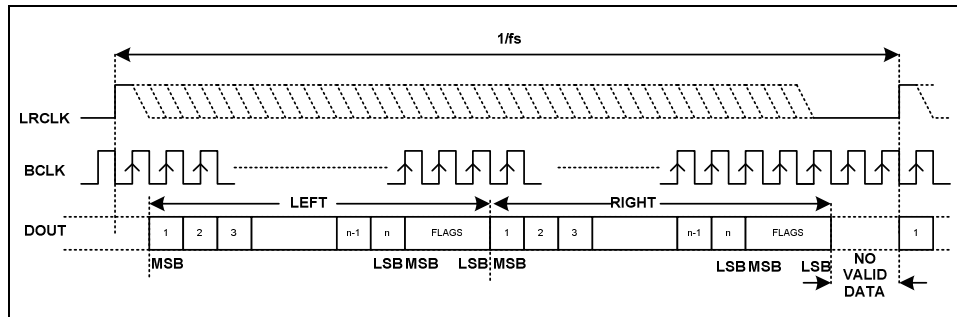 1/fs
LRCLK
BCLK
LEFT RIGHT
DOUT 1 2 3 n-1 n FLAGS 1 2 3 n-1 n FLAGS 1
MSB LSB MSB LSB MSB LSB MSB LSB NO
VALID
DATA